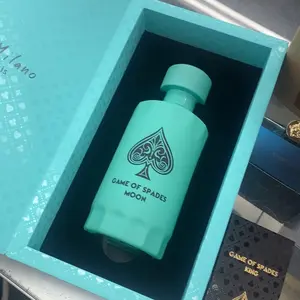 Milano
GAME OF SPADES
MOON
GAME OF SPADES
KING